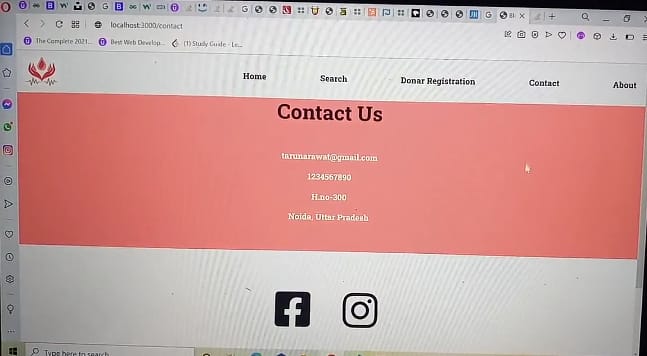 localhost:3000/contact
The Complete 2021...
Best Web Develop...
(1) Study Guide - Le...
Home
Search
Donar Registration
Contact
About
Contact Us
tarunarawat@gmail.com
1234567890
H.no-300
Noida, Uttar Pradesh
Type here to search